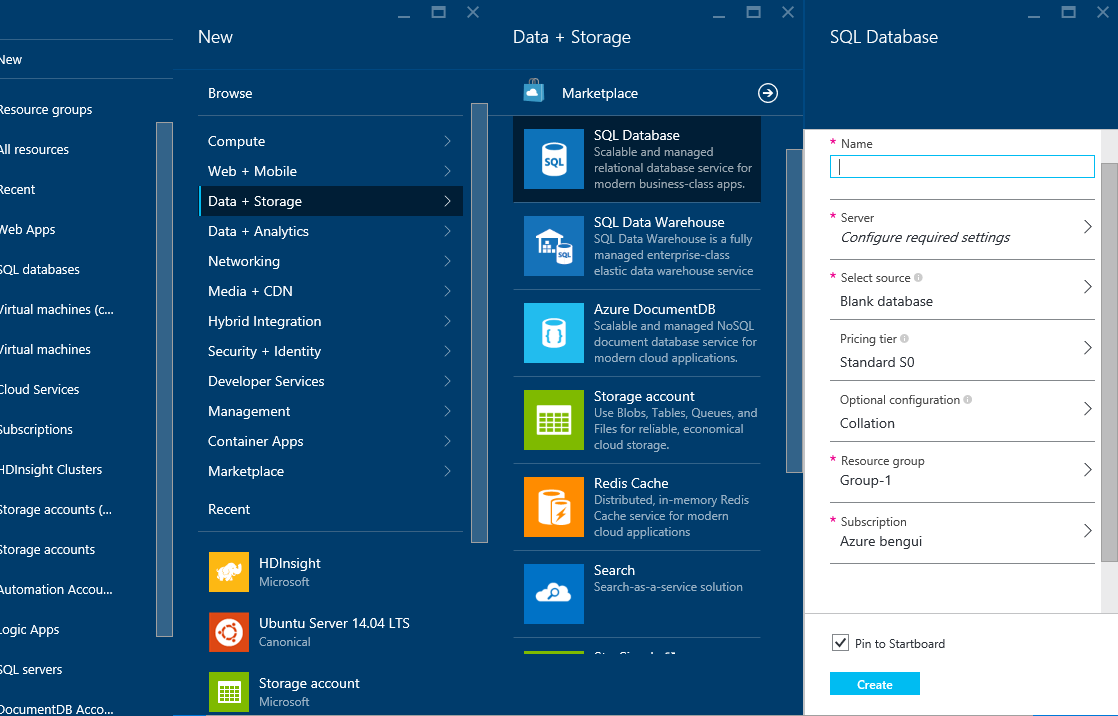 New
Resource groups
All resources
Recent
Web Apps
SQL databases
Virtual machines (c...
Virtual machines
Cloud Services
Subscriptions
HDInsight Clusters
Storage accounts (...
Storage accounts
Automation Accou...
Logic Apps
SQL servers
DocumentDB Acco...
New
Browse
Compute
Web + Mobile
Data + Storage
Data + Analytics
Networking
Media + CDN
Hybrid Integration
Security + Identity
Developer Services
Management
Container Apps
Marketplace
Recent
HDInsight
Microsoft
Ubuntu Server 14.04 LTS
Canonical
Storage account
Microsoft
Data + Storage
Marketplace
SQL
SQL Database
Scalable and managed
relational database service for
modern business-class apps.
SQL
SQL Data Warehouse
SQL Data Warehouse is a fully
managed enterprise-class
elastic data warehouse service
Azure DocumentDB
Scalable and managed NoSQL
document database service for
modern cloud applications.
Storage account
Use Blobs, Tables, Queues, and
Files for reliable, economical
cloud storage.
Redis Cache
Distributed, in-memory Redis
Cache service for modern
cloud applications
Search
Search-as-a-service solution
SQL Database
* Name
* Server
Configure required settings
* Select source
Blank database
Pricing tier
Standard S0
Optional configuration
Collation
* Resource group
Group-1
* Subscription
Azure bengui
Pin to Startboard
Create